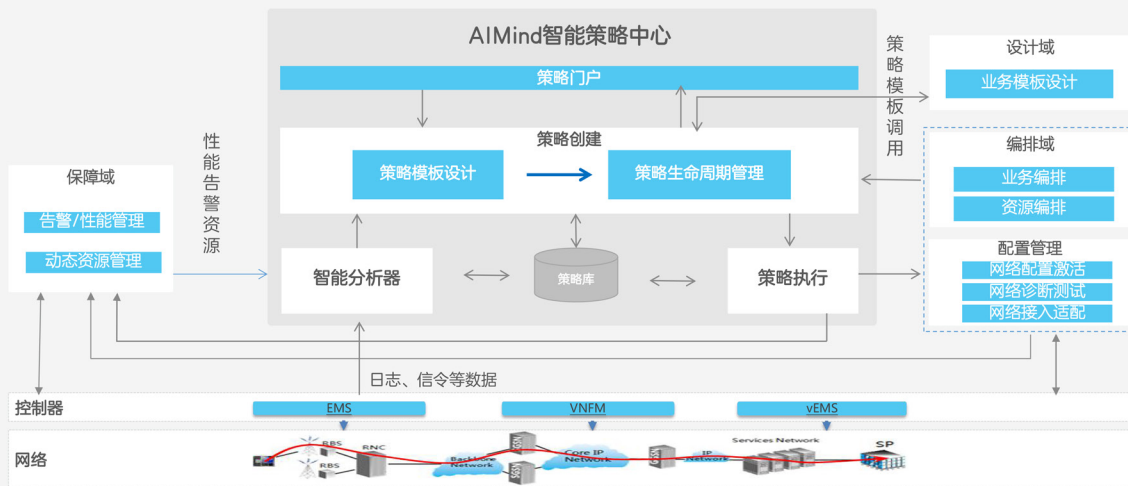 AIMind智能策略中心
策略门户
策略创建
策略模板设计
策略生命周期管理
智能分析器
策略库
策略执行
策略模板调用
设计域
业务模板设计
编排域
业务编排
资源编排
配置管理
网络配置激活
网络诊断测试
网络接入适配
保障域
告警/性能管理
动态资源管理
性能告警资源
日志、信令等数据
控制器
EMS
VNFM
vEMS
网络
RBS
RBS
RNC
Backbone
Network
SGSN
Core IP
Network
IP
Network
Services Network
SP